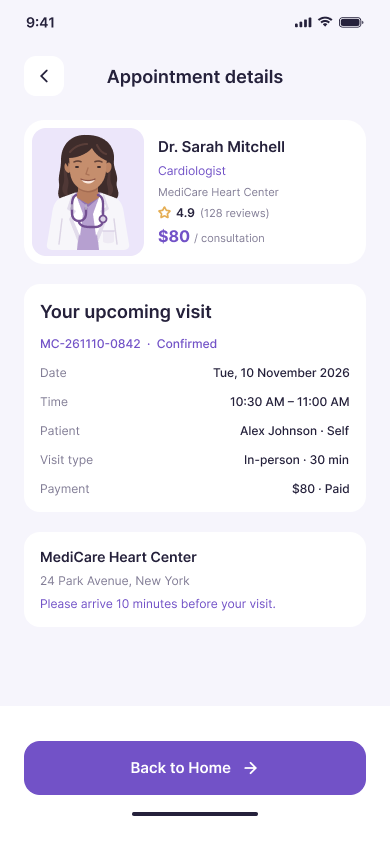 9:41
Appointment details
Dr. Sarah Mitchell
Cardiologist
MediCare Heart Center
4.9 (128 reviews)
$80 / consultation
Your upcoming visit
MC-261110-0842 · Confirmed
Date Tue, 10 November 2026
Time 10:30 AM – 11:00 AM
Patient Alex Johnson · Self
Visit type In-person · 30 min
Payment $80 · Paid
MediCare Heart Center
24 Park Avenue, New York
Please arrive 10 minutes before your visit.
Back to Home